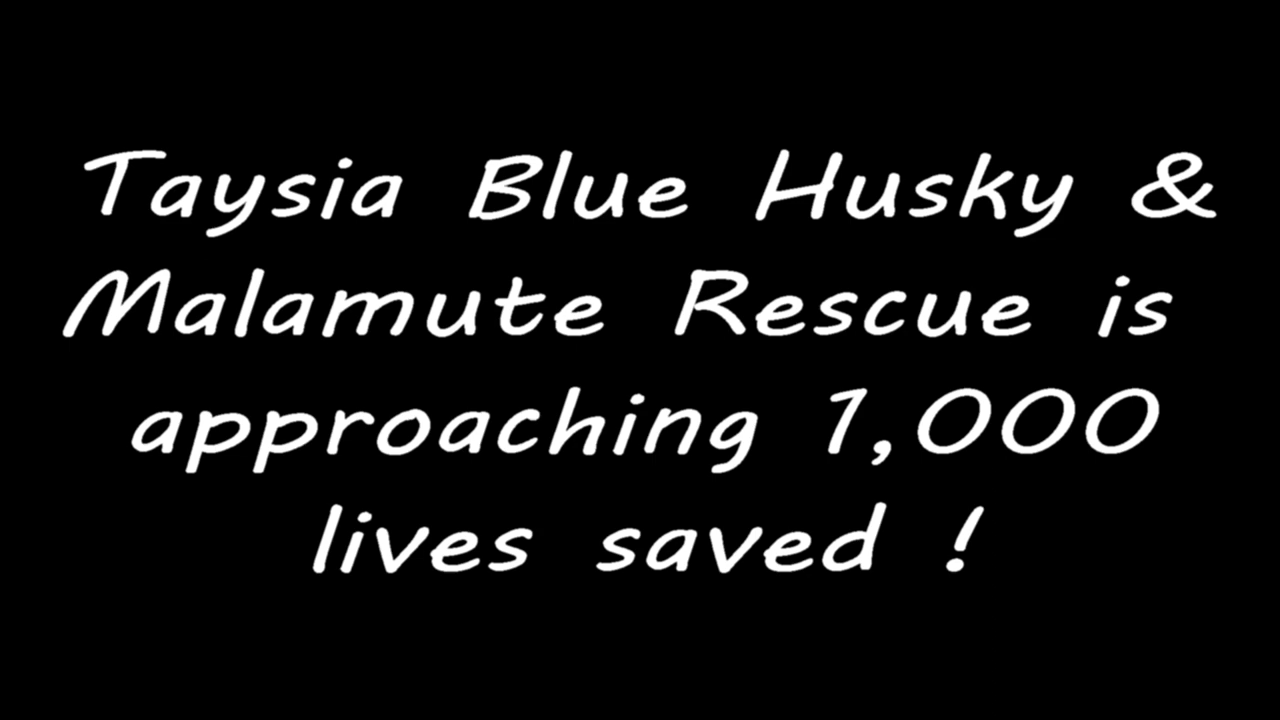 Taysia Blue Husky &
Malamute Rescue is
approaching 1,000
lives saved !